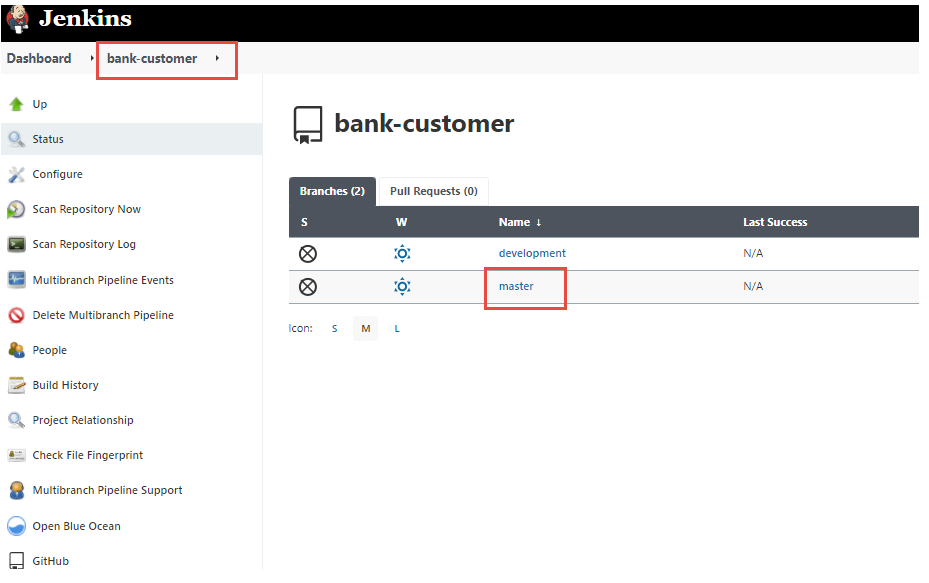 Jenkins
Dashboard bank-customer
Up
Status
Configure
Scan Repository Now
Scan Repository Log
Multibranch Pipeline Events
Delete Multibranch Pipeline
People
Build History
Project Relationship
Check File Fingerprint
Multibranch Pipeline Support
Open Blue Ocean
GitHub
bank-customer
Branches (2) Pull Requests (0)
S W Name ↓ Last Success
development N/A
master N/A
Icon: S M L